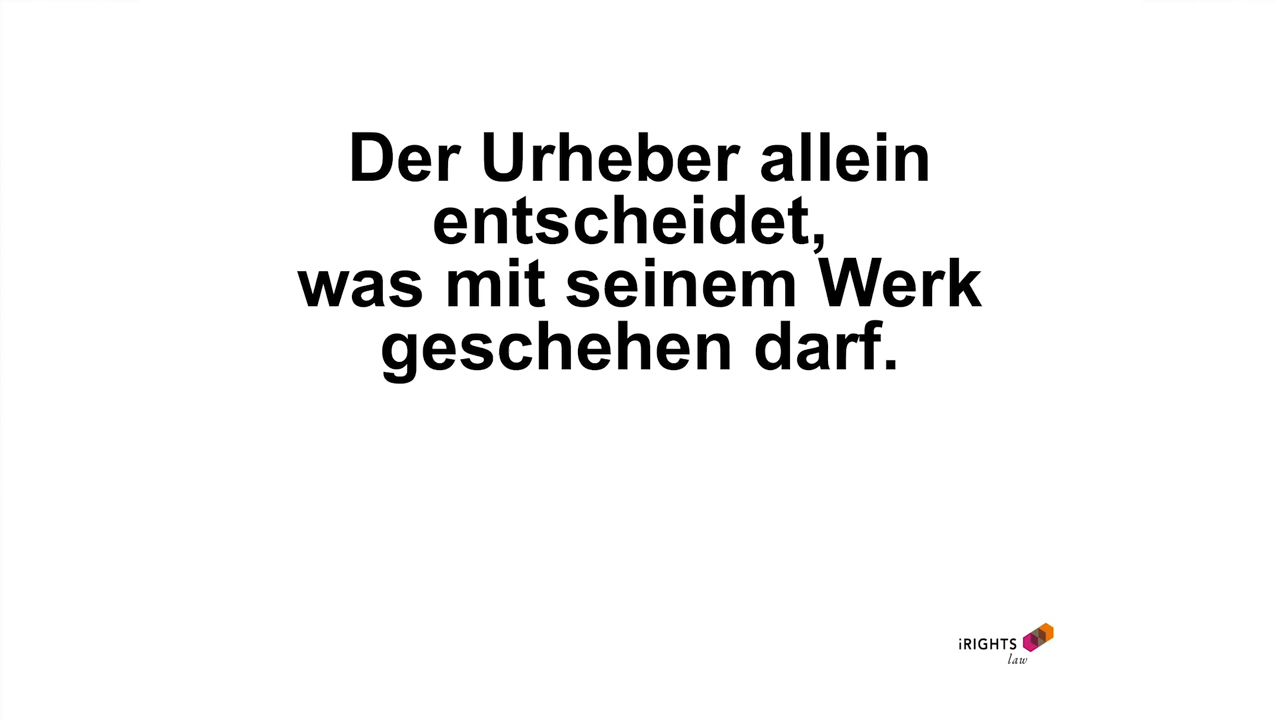 Der Urheber allein
entscheidet,
was mit seinem Werk
geschehen darf.
iRIGHTS
law